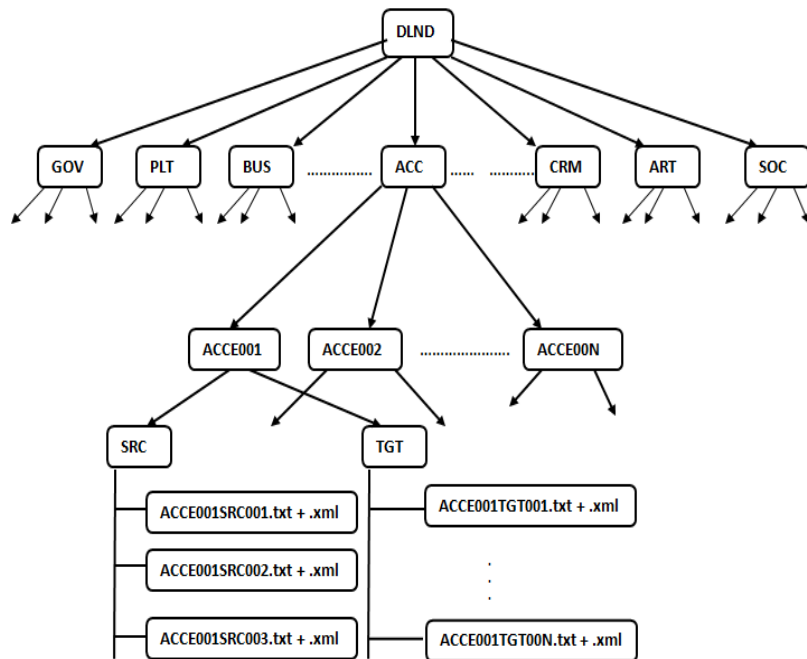 DLND
GOV PLT BUS ................ ACC ...... ........... CRM ART SOC
ACCE001 ACCE002 ...................... ACCE00N
SRC TGT
ACCE001SRC001.txt + .xml ACCE001TGT001.txt + .xml
ACCE001SRC002.txt + .xml
.
.
.
ACCE001SRC003.txt + .xml ACCE001TGT00N.txt + .xml